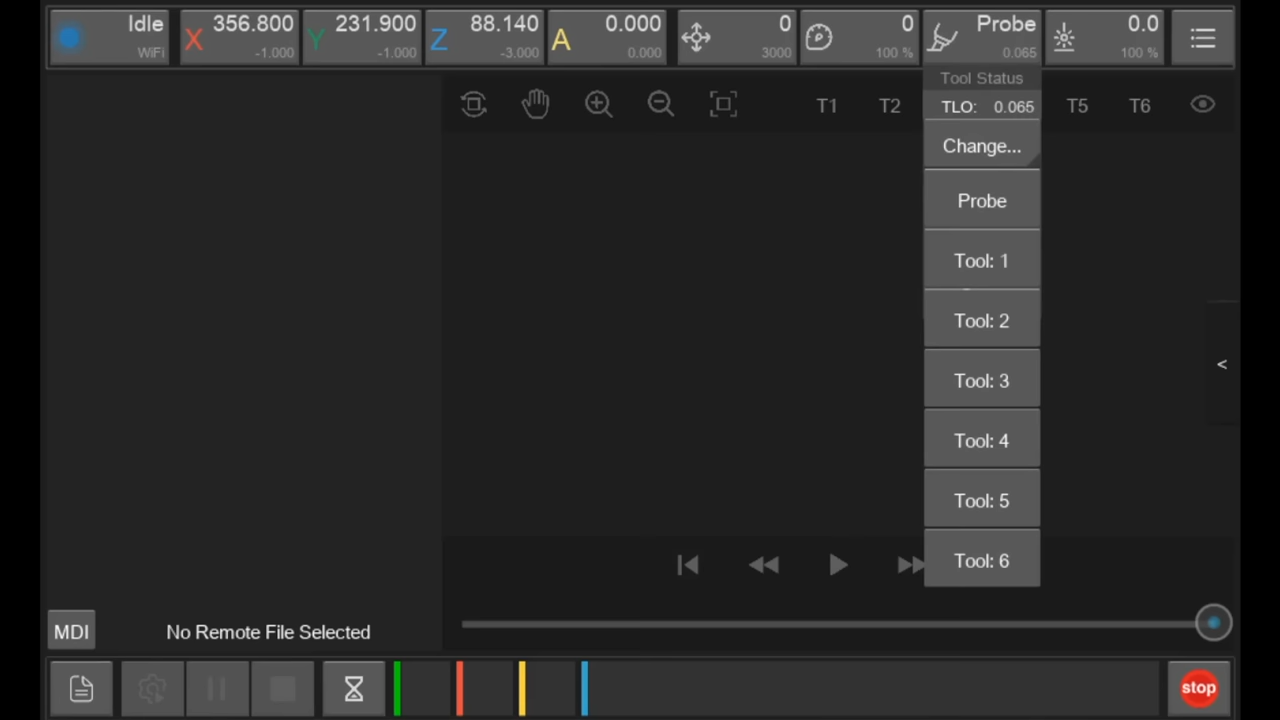 Idle
WiFi
X 356.800
-1.000
Y 231.900
-1.000
Z 88.140
-3.000
A 0.000
0.000
0
3000
0
100 %
Probe
0.065
0.0
100 %
Tool Status
T1 T2 T5 T6
TLO: 0.065
Change...
Probe
Tool: 1
Tool: 2
Tool: 3
<
Tool: 4
Tool: 5
Tool: 6
MDI No Remote File Selected
stop